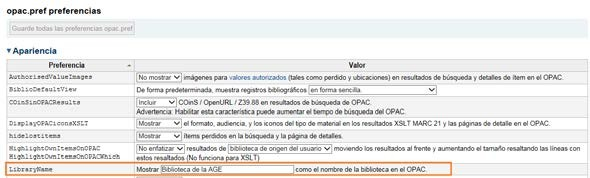 opac.pref preferencias
Guarde todas las preferencias opac.pref
Apariencia
Preferencia Valor
AuthorisedValueImages No mostrar imágenes para valores autorizados (tales como perdido y ubicaciones) en resultados de búsqueda y detalles de ítem en el OPAC.
BiblioDefaultView De forma predeterminada, muestra registros bibliográficos en forma sencilla.
COinSinOPACResults Incluir COinS / OpenURL / Z39.88 en resultados de búsqueda de OPAC.
Advertencia: Habilitar esta característica puede aumentar el tiempo de búsqueda del OPAC.
DisplayOPACiconsXSLT Mostrar el formato, audiencia, y los iconos del tipo de material en los resultados XSLT MARC 21 y las páginas de detalle en el OPAC.
hidelostitems Mostrar ítems perdidos en la búsqueda y la página de detalles.
HighlightOwnItemsOnOPAC No enfatizar resultados de biblioteca de origen del usuario moviendo los resultados al frente y aumentando el tamaño resaltando las líneas con
HighlightOwnItemsOnOPACWhich estos resultados (No funciona para XSLT)
LibraryName Mostrar Biblioteca de la AGE como el nombre de la biblioteca en el OPAC.